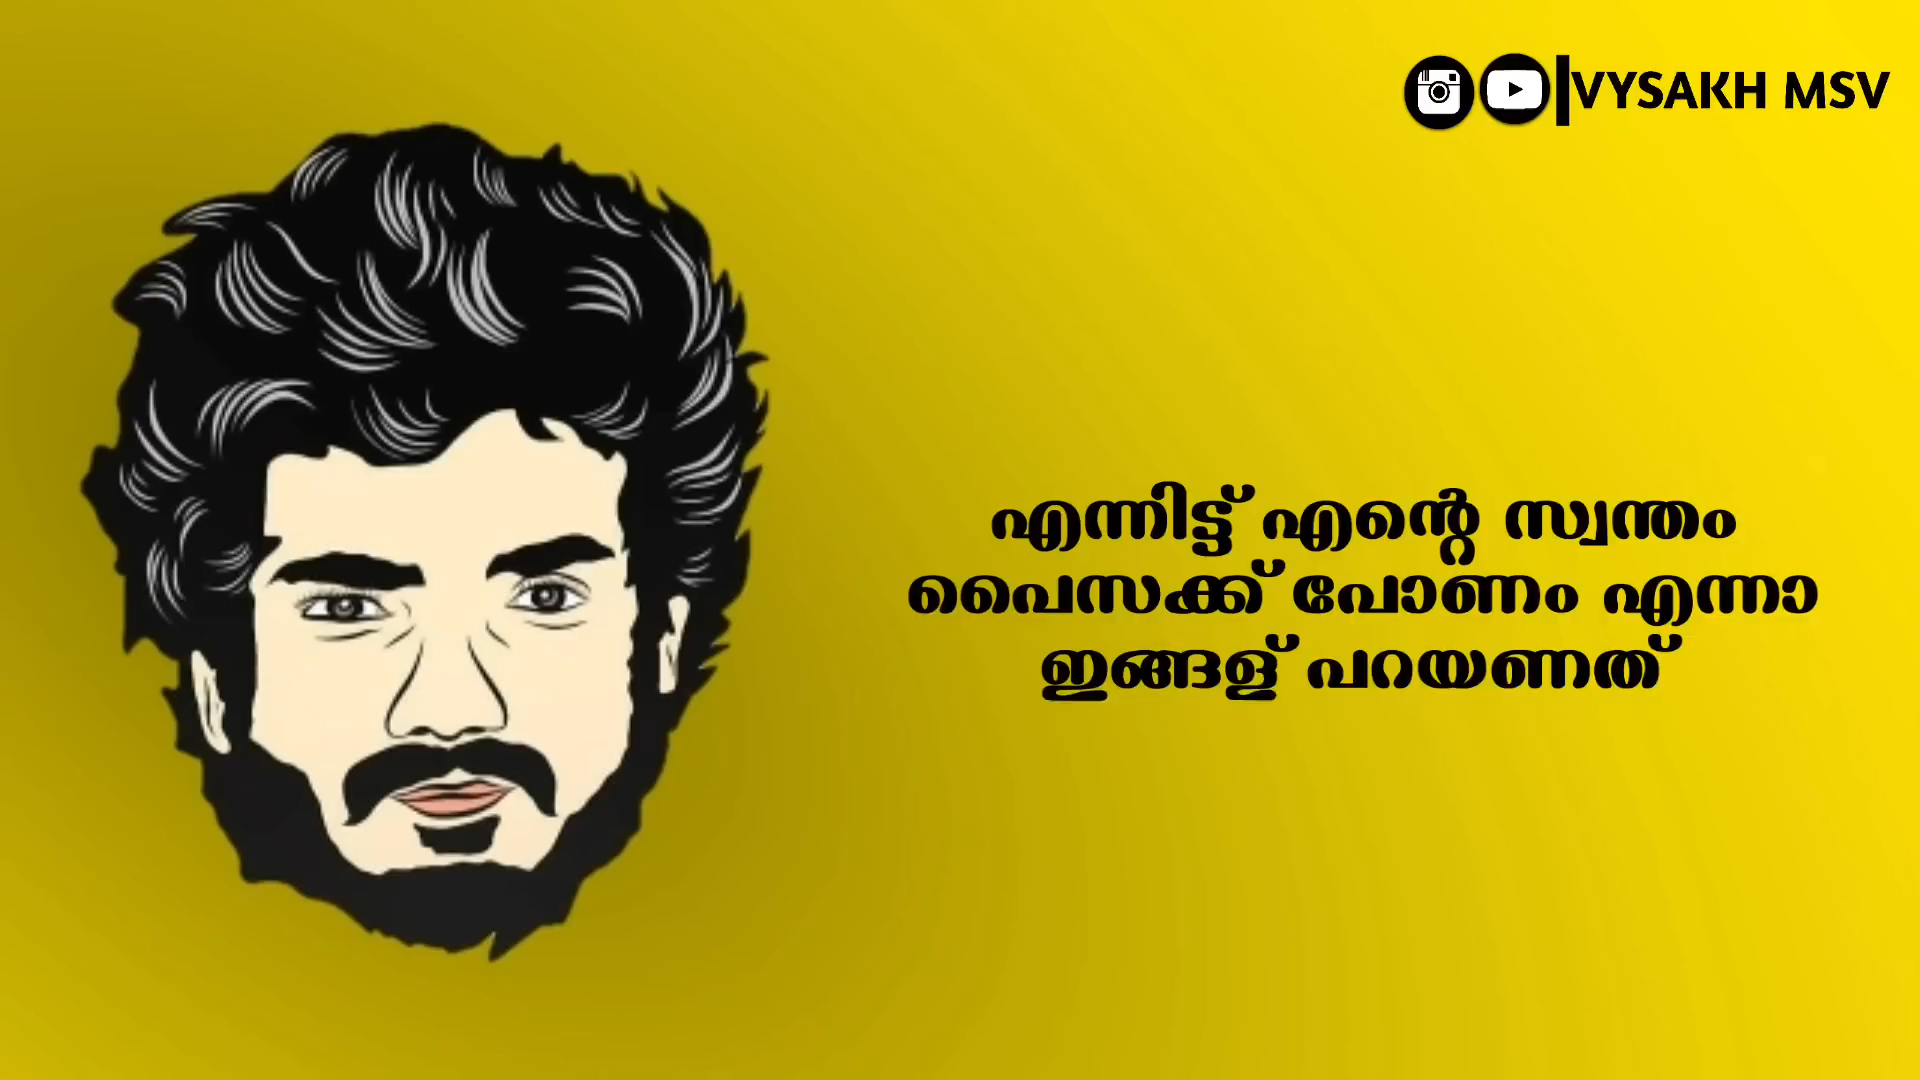 VYSAKH MSV
എന്നിട്ട് എന്റെ സ്വന്തം
പൈസക്ക് പോണം എന്നാ
ഇങ്ങള് പറയണത്